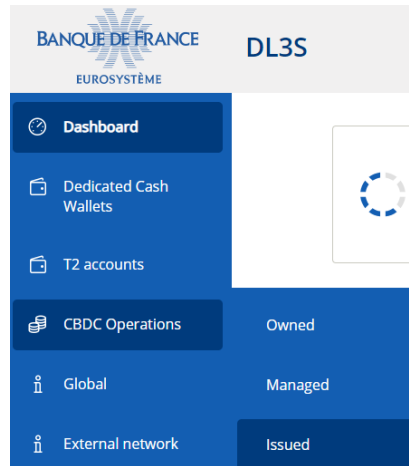 BANQUE DE FRANCE
EUROSYSTÈME
DL3S
Dashboard
Dedicated Cash
Wallets
T2 accounts
CBDC Operations
Owned
Global
Managed
External network
Issued